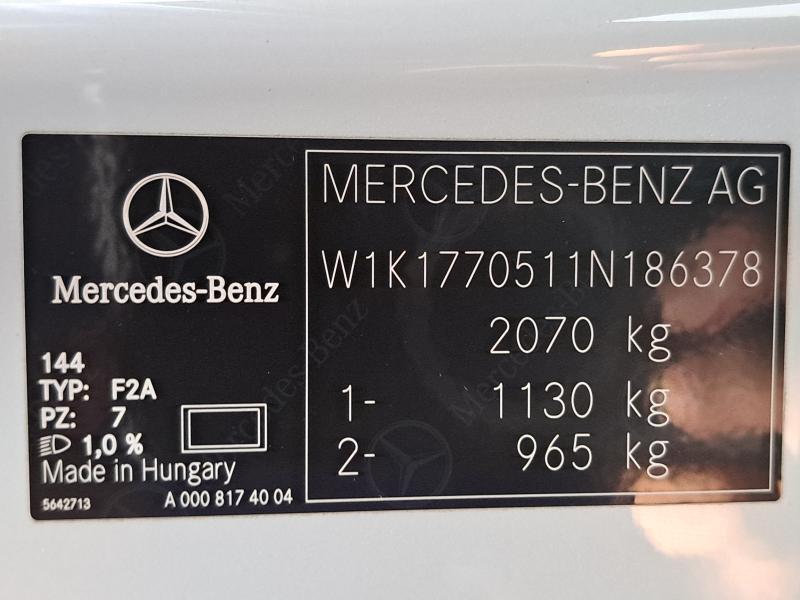 Mercedes-Benz
144
TYP: F2A
PZ: 7
1,0 %
Made in Hungary
5642713 A 000 817 40 04
MERCEDES-BENZ AG
W1K1770511N186378
2070 kg
1- 1130 kg
2- 965 kg